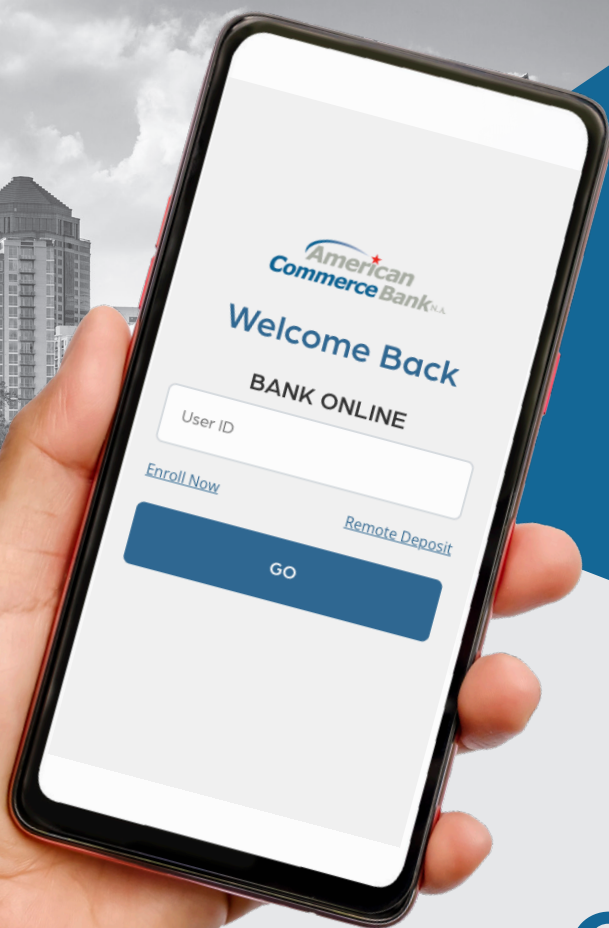 American
Commerce Bank N.A.
Welcome Back
BANK ONLINE
User ID
Enroll Now
Remote Deposit
GO